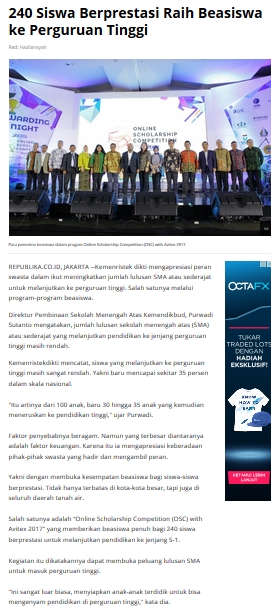 240 Siswa Berprestasi Raih Beasiswa
ke Perguruan Tinggi
Red: Hazliansyah
AWARDING
NIGHT
ONLINE
SCHOLARSHIP
COMPETITION
Para penerima beasiswa dalam program Online Scholarship Competition (OSC) with Avitex 2017
REPUBLIKA.CO.ID, JAKARTA --Kemenristek dikti mengapresiasi peran
swasta dalam ikut meningkatkan jumlah lulusan SMA atau sederajat
untuk melanjutkan ke perguruan tinggi. Salah satunya melalui
program-program beasiswa.
Direktur Pembinaan Sekolah Menengah Atas Kemendikbud, Purwadi
Sutanto mengatakan, jumlah lulusan sekolah menengah atas (SMA)
atau sederajat yang melanjutkan pendidikan ke jenjang perguruan
tinggi masih rendah.
Kemenristekdikti mencatat, siswa yang melanjutkan ke perguruan
tinggi masih sangat rendah. Yakni baru mencapai sekitar 35 persen
dalam skala nasional.
"Itu artinya dari 100 anak, baru 30 hingga 35 anak yang kemudian
meneruskan ke pendidikan tinggi," ujar Purwadi.
Faktor penyebabnya beragam. Namun yang terbesar diantaranya
adalah faktor keuangan. Karena itu ia mengapresiasi keberadaan
pihak-pihak swasta yang hadir dan mengambil peran.
Yakni dengan membuka kesempatan beasiswa bagi siswa-siswa
berprestasi. Tidak hanya terbatas di kota-kota besar, tapi juga di
seluruh daerah tanah air.
Salah satunya adalah "Online Scholarship Competition (OSC) with
Avitex 2017" yang memberikan beasiswa penuh bagi 240 siswa
berprestasi untuk melanjutkan pendidikan ke jenjang S-1.
Kegiatan itu dikatakannya dapat membuka peluang lulusan SMA
untuk masuk perguruan tinggi.
"Ini sangat luar biasa, menyiapkan anak-anak terdidik untuk bisa
mengenyam pendidikan di perguruan tinggi," kata dia.
OCTAFX
TUKAR
TRADED LOTS
DENGAN
HADIAH
EKSKLUSIF!
KNOW
HOW TO